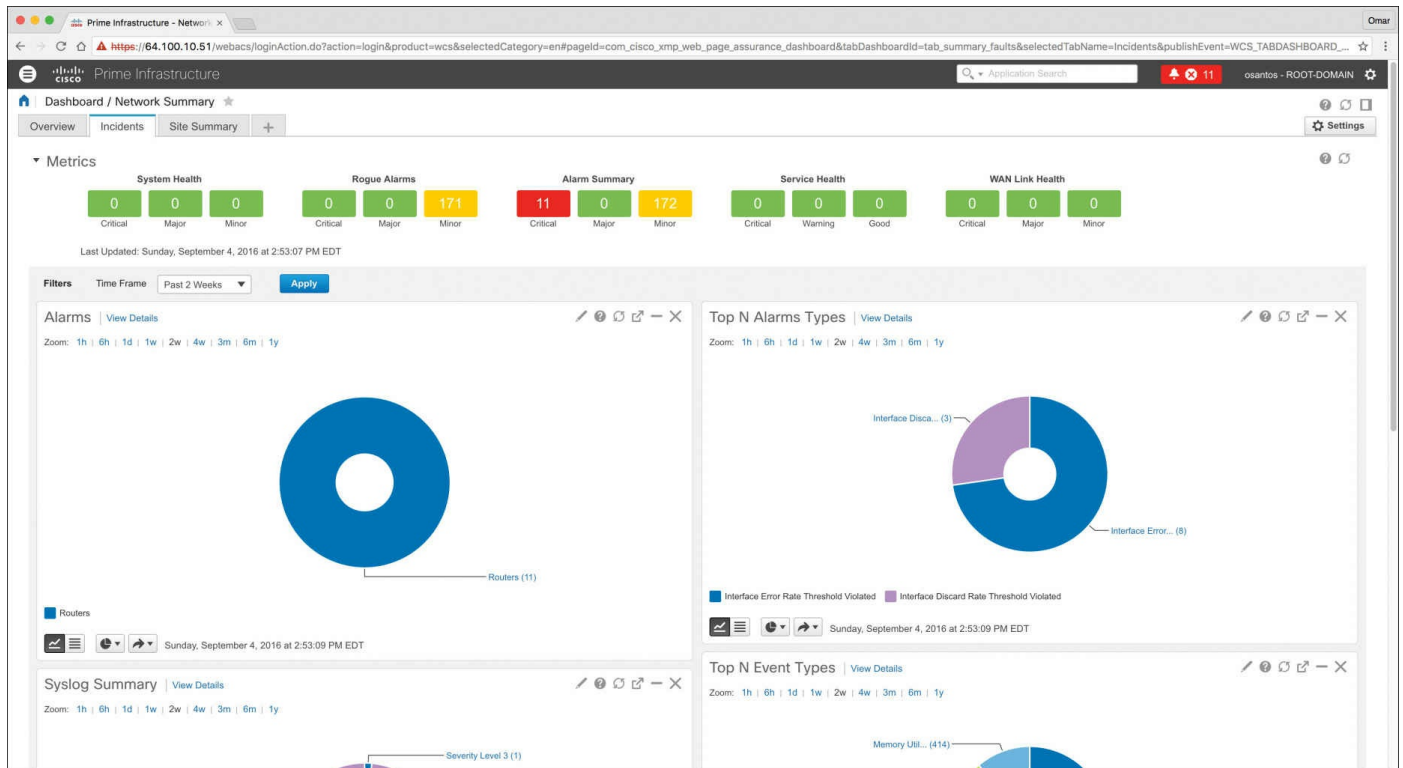 Prime Infrastructure - Network
Omar
https://64.100.10.51/webacs/loginAction.do?action=login&product=wcs&selectedCategory=en#pageId=com_cisco_xmp_web_page_assurance_dashboard&tabDashboardId=tab_summary_faults&selectedTabName=Incidents&publishEvent=WCS_TABDASHBOARD_...
CISCO Prime Infrastructure Application Search 11 osantos - ROOT-DOMAIN
Dashboard / Network Summary
Overview Incidents Site Summary + Settings
Metrics
System Health Rogue Alarms Alarm Summary Service Health WAN Link Health
0 0 0 0 0 171 11 0 172 0 0 0 0 0 0
Critical Major Minor Critical Major Minor Critical Major Minor Critical Warning Good Critical Major Minor
Last Updated: Sunday, September 4, 2016 at 2:53:07 PM EDT
Filters Time Frame Past 2 Weeks Apply
Alarms | View Details
Zoom: 1h | 6h | 1d | 1w | 2w | 4w | 3m | 6m | 1y
Routers (11)
Routers
Sunday, September 4, 2016 at 2:53:09 PM EDT
Top N Alarms Types | View Details
Zoom: 1h | 6h | 1d | 1w | 2w | 4w | 3m | 6m | 1y
Interface Disca... (3)
Interface Error... (8)
Interface Error Rate Threshold Violated Interface Discard Rate Threshold Violated
Sunday, September 4, 2016 at 2:53:09 PM EDT
Syslog Summary | View Details
Zoom: 1h | 6h | 1d | 1w | 2w | 4w | 3m | 6m | 1y
Severity Level 3 (1)
Top N Event Types | View Details
Zoom: 1h | 6h | 1d | 1w | 2w | 4w | 3m | 6m | 1y
Memory Util... (414)